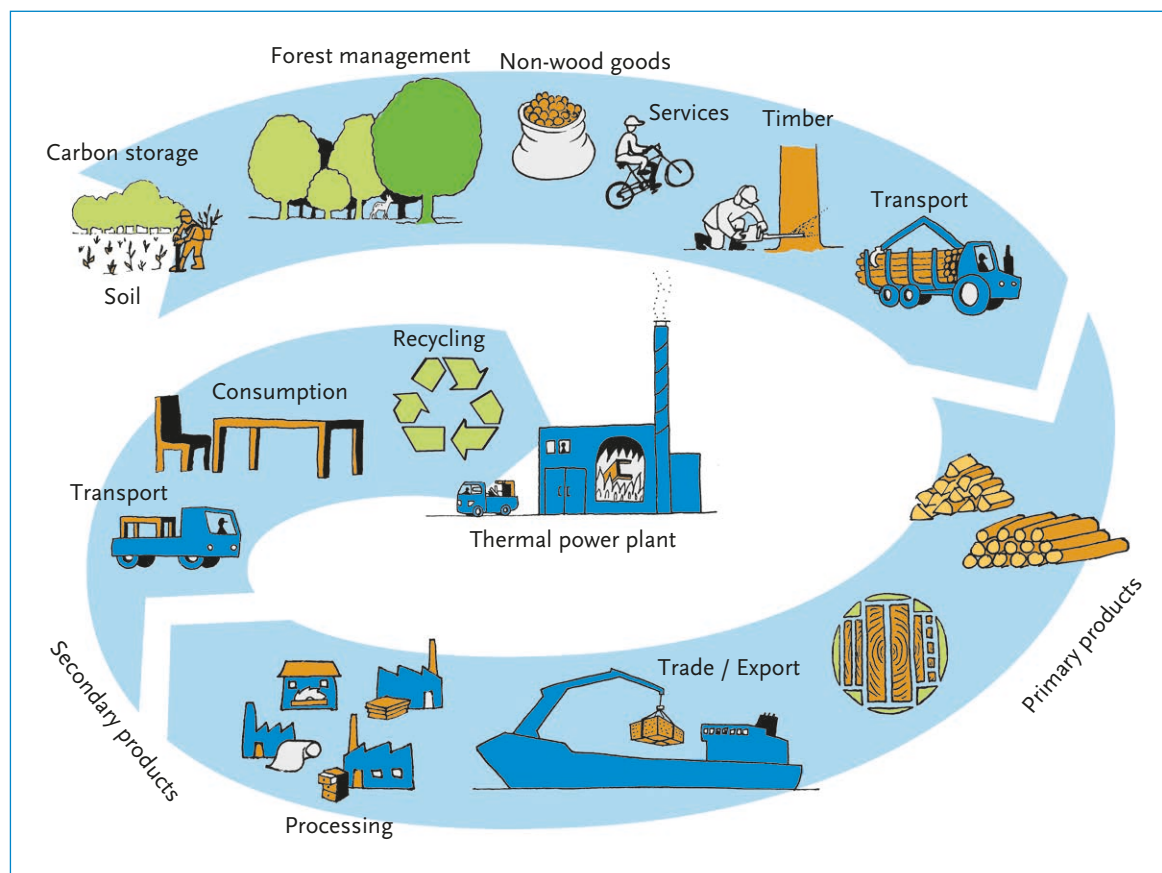 Forest management
Non-wood goods
Services
Timber
Carbon storage
Transport
Soil
Recycling
Consumption
Transport
Thermal power plant
Primary products
Trade / Export
Secondary products
Processing